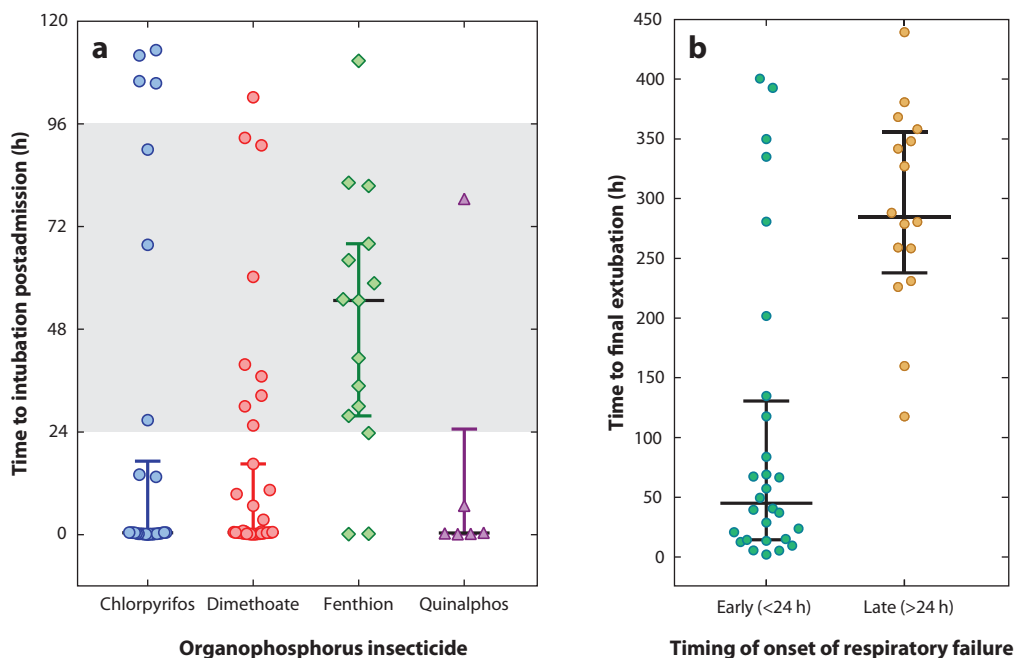 a
Time to intubation postadmission (h)
120
96
72
48
24
0
Chlorpyrifos Dimethoate Fenthion Quinalphos
Organophosphorus insecticide
b
Time to final extubation (h)
450
400
350
300
250
200
150
100
50
0
Early (<24 h) Late (>24 h)
Timing of onset of respiratory failure